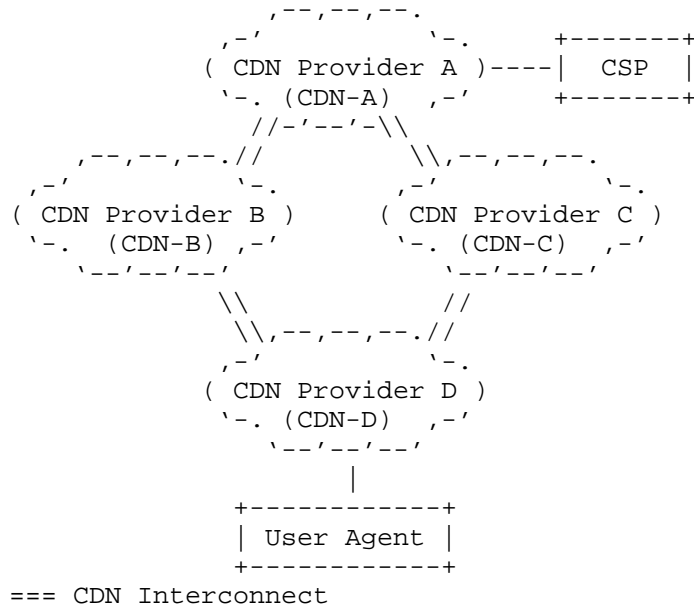 CDN Provider A
CSP
(CDN-A)
CDN Provider B
CDN Provider C
(CDN-B)
(CDN-C)
CDN Provider D
(CDN-D)
User Agent
=== CDN Interconnect